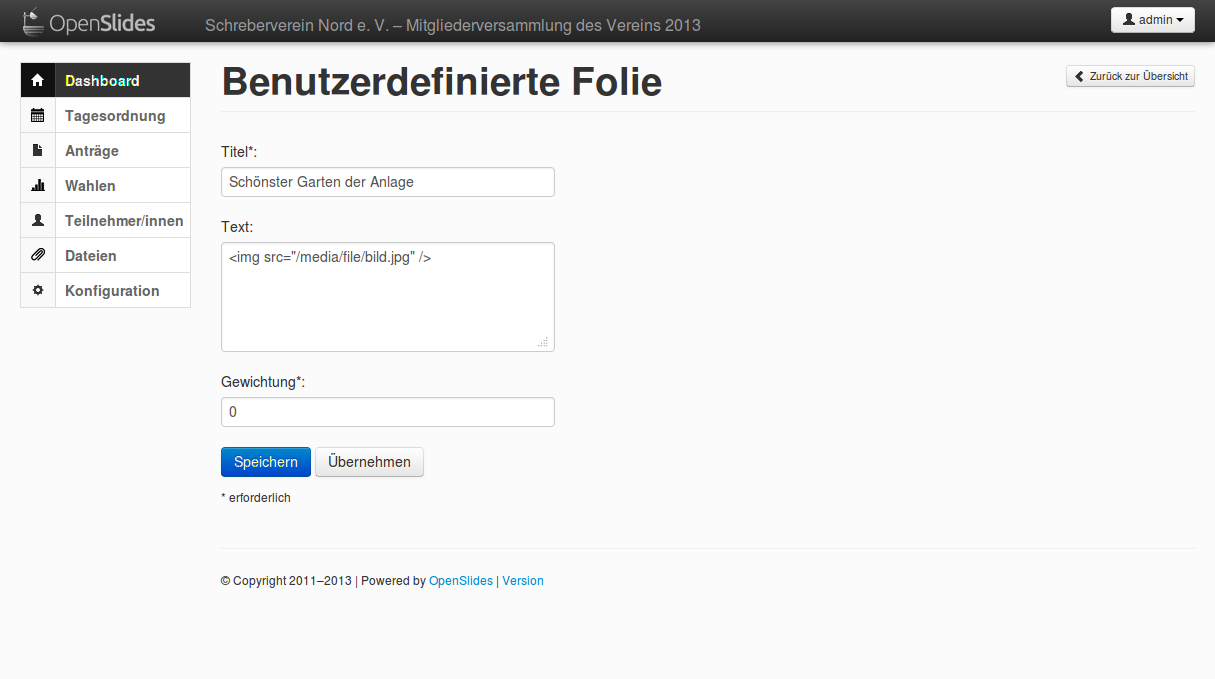 OpenSlides
Schreberverein Nord e. V. – Mitgliederversammlung des Vereins 2013
admin
Dashboard
Tagesordnung
Anträge
Wahlen
Teilnehmer/innen
Dateien
Konfiguration
Benutzerdefinierte Folie
Zurück zur Übersicht
Titel*:
Schönster Garten der Anlage
Text:
<img src="/media/file/bild.jpg" />
Gewichtung*:
0
Speichern Übernehmen
* erforderlich
© Copyright 2011–2013 | Powered by OpenSlides | Version